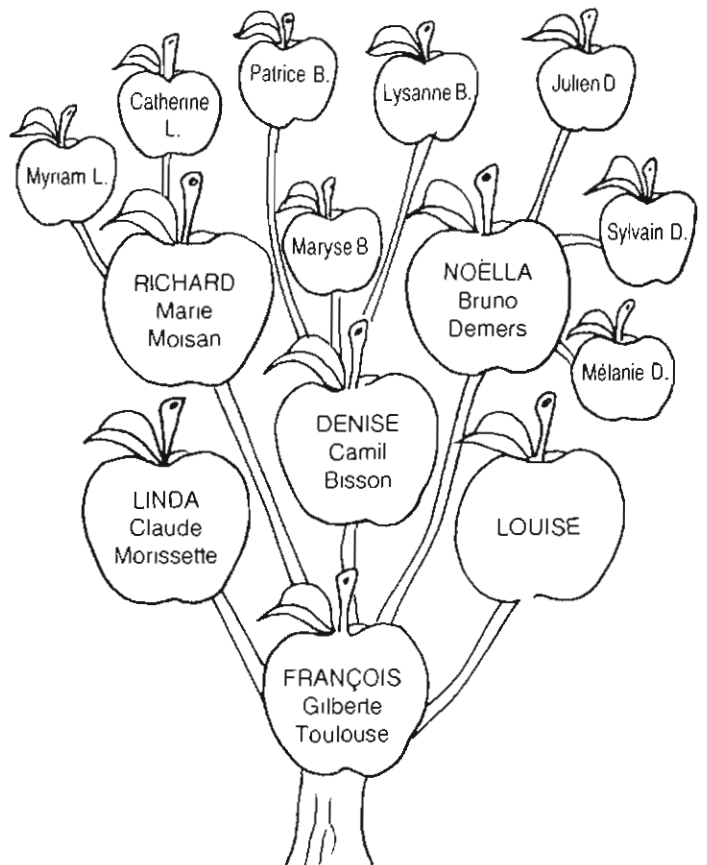 Patrice B.
Lysanne B.
Julien D
Catherine
L.
Myriam L.
Maryse B
Sylvain D.
RICHARD
Marie
Moisan
NOËLLA
Bruno
Demers
Mélanie D.
DENISE
Camil
Bisson
LINDA
Claude
Morissette
LOUISE
FRANÇOIS
Gilberte
Toulouse